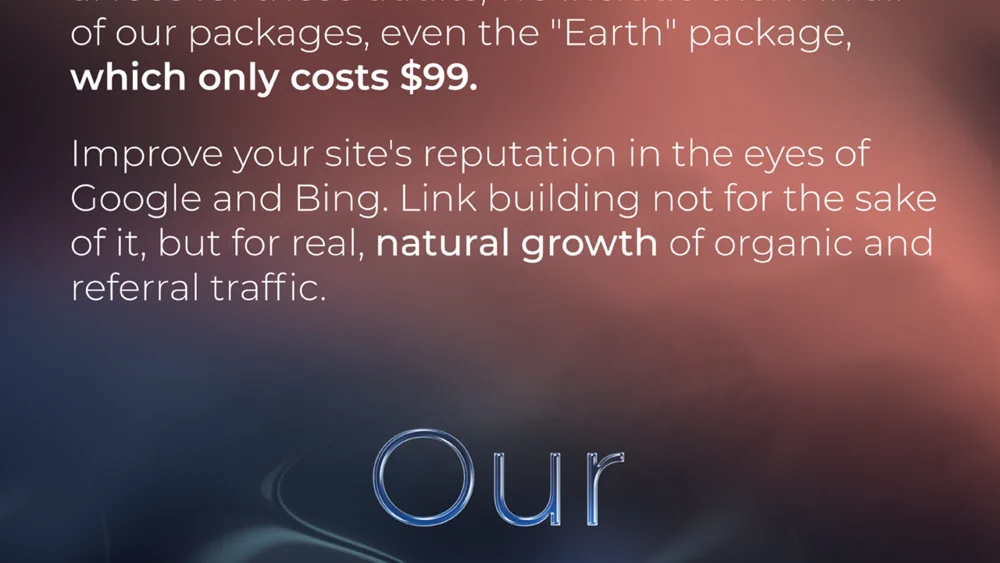 of our packages, even the "Earth" package,
which only costs $99.
Improve your site's reputation in the eyes of
Google and Bing. Link building not for the sake
of it, but for real, natural growth of organic and
referral traffic.
Our